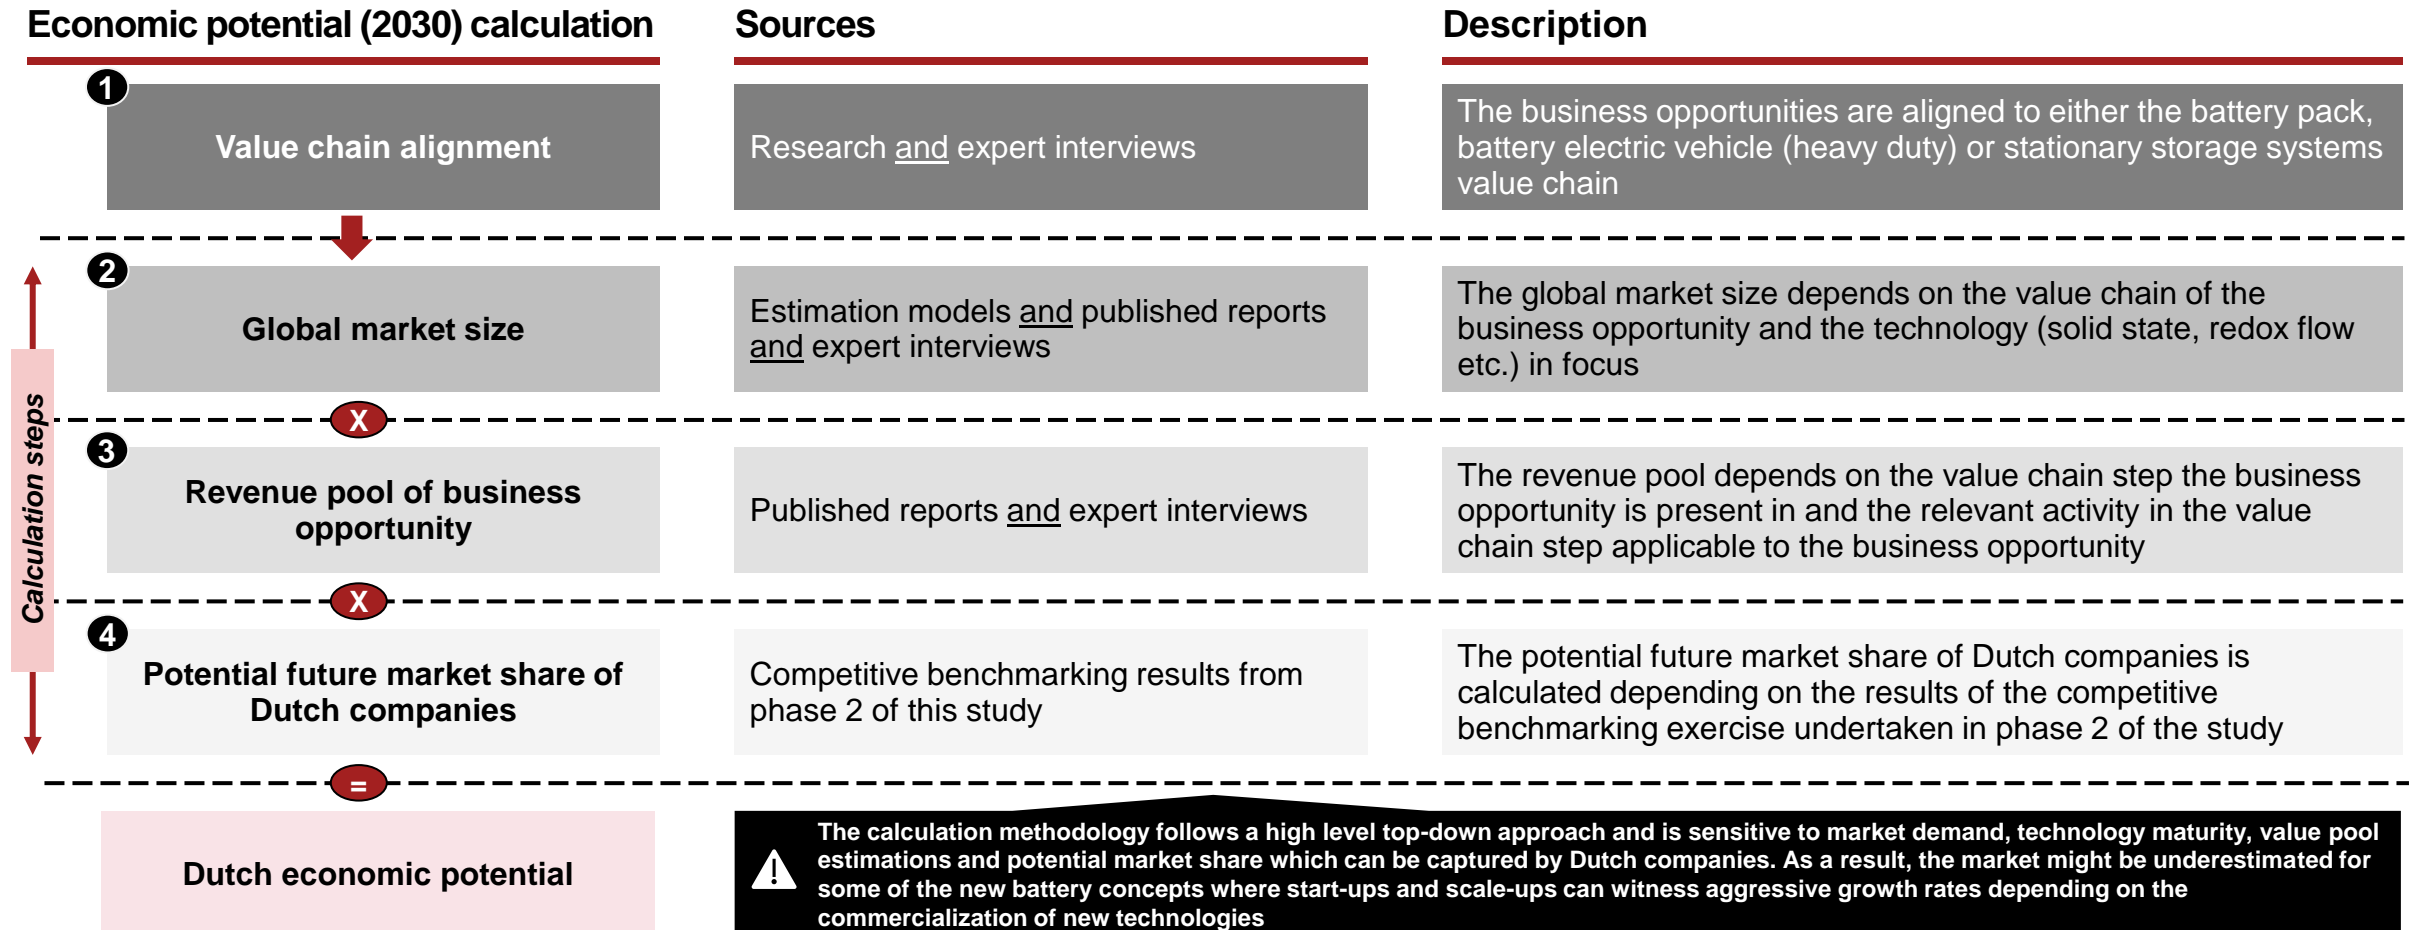 Economic potential (2030) calculation
Sources
Description
1
Value chain alignment
Research and expert interviews
The business opportunities are aligned to either the battery pack,
battery electric vehicle (heavy duty) or stationary storage systems
value chain
Calculation steps
2
Global market size
Estimation models and published reports
and expert interviews
The global market size depends on the value chain of the
business opportunity and the technology (solid state, redox flow
etc.) in focus
X
3
Revenue pool of business
opportunity
Published reports and expert interviews
The revenue pool depends on the value chain step the business
opportunity is present in and the relevant activity in the value
chain step applicable to the business opportunity
X
4
Potential future market share of
Dutch companies
Competitive benchmarking results from
phase 2 of this study
The potential future market share of Dutch companies is
calculated depending on the results of the competitive
benchmarking exercise undertaken in phase 2 of the study
=
Dutch economic potential
The calculation methodology follows a high level top-down approach and is sensitive to market demand, technology maturity, value pool
estimations and potential market share which can be captured by Dutch companies. As a result, the market might be underestimated for
some of the new battery concepts where start-ups and scale-ups can witness aggressive growth rates depending on the
commercialization of new technologies